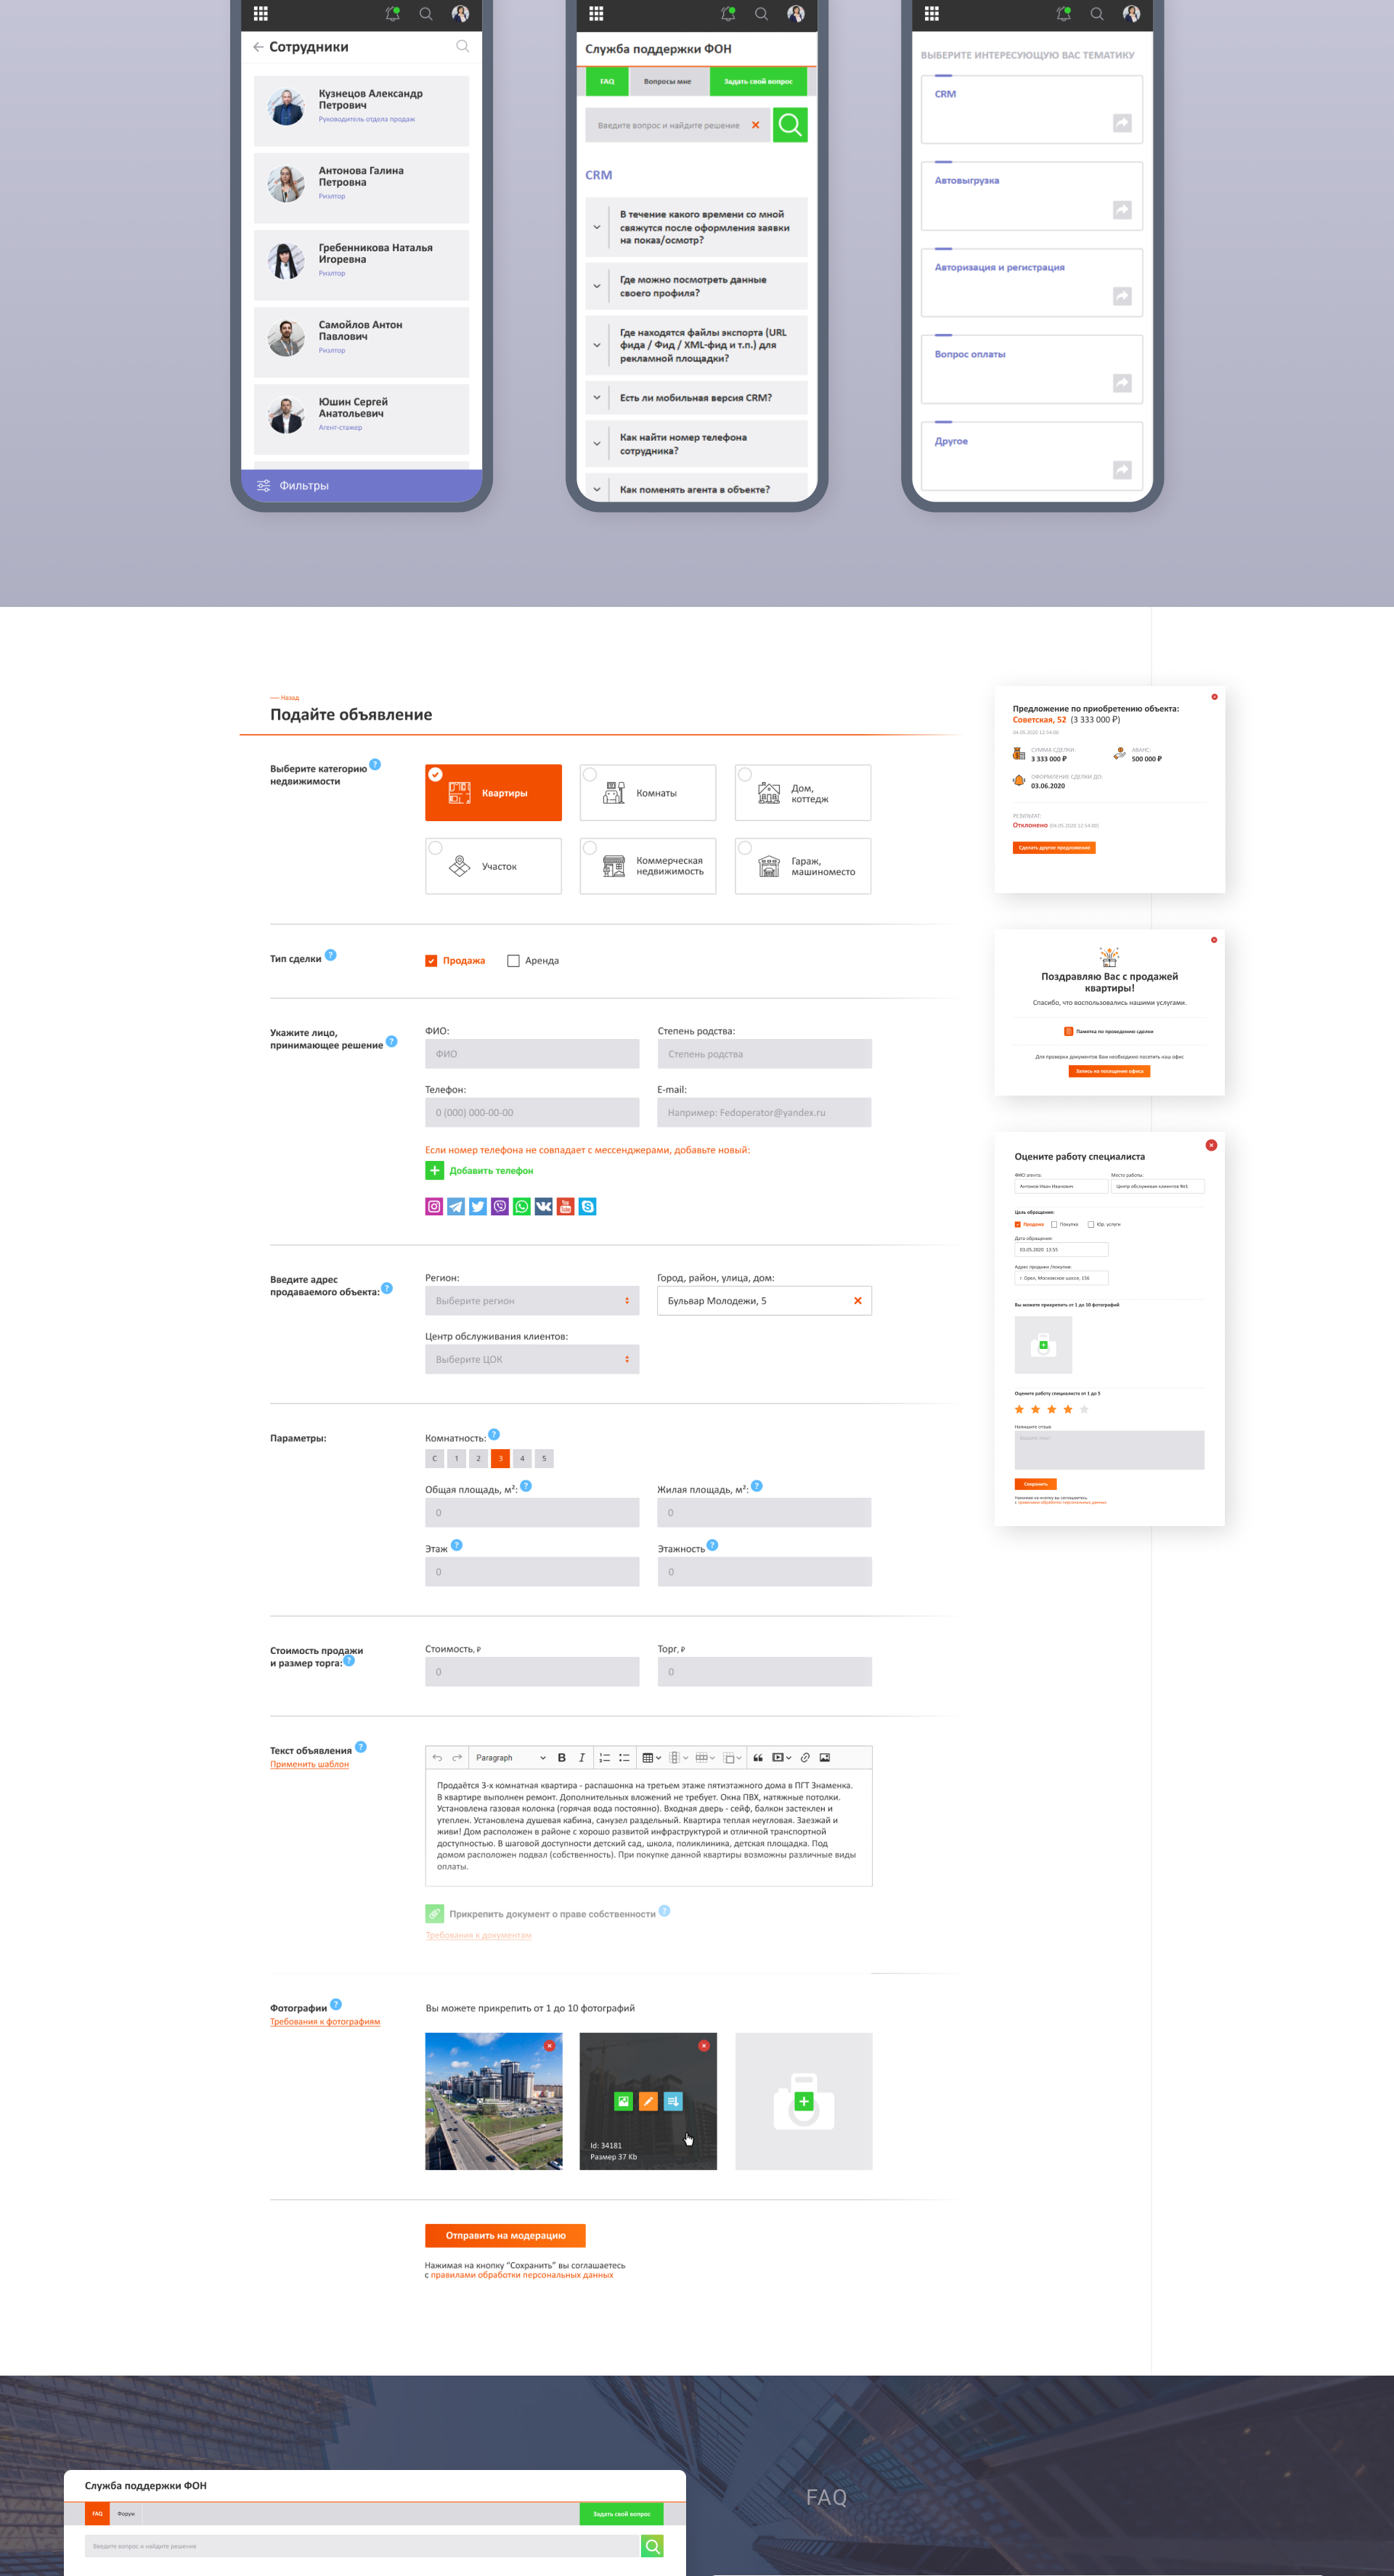 Сотрудники
Кузнецов Александр
Петрович
Руководитель отдела продаж
Антонова Галина
Петровна
Риэлтор
Гребенникова Наталья
Игоревна
Риэлтор
Самойлов Антон
Павлович
Риэлтор
Юшин Сергей
Анатольевич
Агент-стажер
Фильтры
Служба поддержки ФОН
FAQ
Вопросы мне
Задать свой вопрос
Введите вопрос и найдите решение
CRM
В течение какого времени со мной
свяжутся после оформления заявки
на показ/осмотр?
Где можно посмотреть данные
своего профиля?
Где находятся файлы экспорта (URL
фида / Фид / XML-фид и т.п.) для
рекламной площадки?
Есть ли мобильная версия CRM?
Как найти номер телефона
сотрудника?
Как поменять агента в объекте?
ВЫБЕРИТЕ ИНТЕРЕСУЮЩУЮ ВАС ТЕМАТИКУ
CRM
Автовыгрузка
Авторизация и регистрация
Вопрос оплаты
Другое
Назад
Подайте объявление
Выберите категорию ?
недвижимости
Квартиры
Комнаты
Дом,
коттедж
Участок
Коммерческая
недвижимость
Гараж,
машиноместо
Тип сделки ?
Продажа
Аренда
Укажите лицо,
принимающее решение ?
ФИО:
ФИО
Степень родства:
Степень родства
Телефон:
0 (000) 000-00-00
E-mail:
Например: Fedoperator@yandex.ru
Если номер телефона не совпадает с мессенджерами, добавьте новый:
Добавить телефон
Введите адрес
продаваемого объекта: ?
Регион:
Выберите регион
Город, район, улица, дом:
Бульвар Молодежи, 5
Центр обслуживания клиентов:
Выберите ЦОК
Параметры:
Комнатность: ?
С 1 2 3 4 5
Общая площадь, м²: ?
0
Жилая площадь, м²: ?
0
Этаж ?
0
Этажность ?
0
Стоимость продажи
и размер торга: ?
Стоимость, ₽
0
Торг, ₽
0
Текст объявления ?
Применить шаблон
Paragraph
B I
Продаётся 3-х комнатная квартира - распашонка на третьем этаже пятиэтажного дома в ПГТ Знаменка.
В квартире выполнен ремонт. Дополнительных вложений не требует. Окна ПВХ, натяжные потолки.
Установлена газовая колонка (горячая вода постоянно). Входная дверь - сейф, балкон застеклен и
утеплен. Установлена душевая кабина, санузел раздельный. Квартира теплая неугловая. Заезжай и
живи! Дом расположен в районе с хорошо развитой инфраструктурой и отличной транспортной
доступностью. В шаговой доступности детский сад, школа, поликлиника, детская площадка. Под
домом расположен подвал (собственность). При покупке данной квартиры возможны различные виды
оплаты.
Прикрепить документ о праве собственности ?
Требования к документам
Фотографии ?
Требования к фотографиям
Вы можете прикрепить от 1 до 10 фотографий
Id: 34181
Размер 37 Kb
Отправить на модерацию
Нажимая на кнопку "Сохранить" вы соглашаетесь
с правилами обработки персональных данных
Предложение по приобретению объекта:
Советская, 52 (3 333 000 ₽)
04.05.2020 12:54:00
СУММА СДЕЛКИ:
3 333 000 ₽
АВАНС:
500 000 ₽
ОФОРМЛЕНИЕ СДЕЛКИ ДО:
03.06.2020
РЕЗУЛЬТАТ:
Отклонено (04.05.2020 12:54:00)
Сделать другое предложение
Поздравляю Вас с продажей
квартиры!
Спасибо, что воспользовались нашими услугами.
Памятка по проведению сделки
Для проверки документов Вам необходимо посетить наш офис
Запись на посещение офиса
Оцените работу специалиста
ФИО агента:
Антонов Иван Иванович
Место работы:
Центр обслуживания клиентов №1
Цель обращения:
Продажа
Покупка
Юр. услуги
Дата обращения:
03.05.2020 13:55
Адрес продажи /покупки:
г. Орел, Московское шоссе, 156
Вы можете прикрепить от 1 до 10 фотографий
Оцените работу специалиста от 1 до 5
Напишите отзыв
Введите текст
Сохранить
Нажимая на кнопку вы соглашаетесь
с правилами обработки персональных данных
Служба поддержки ФОН
FAQ
Форум
Задать свой вопрос
Введите вопрос и найдите решение
FAQ